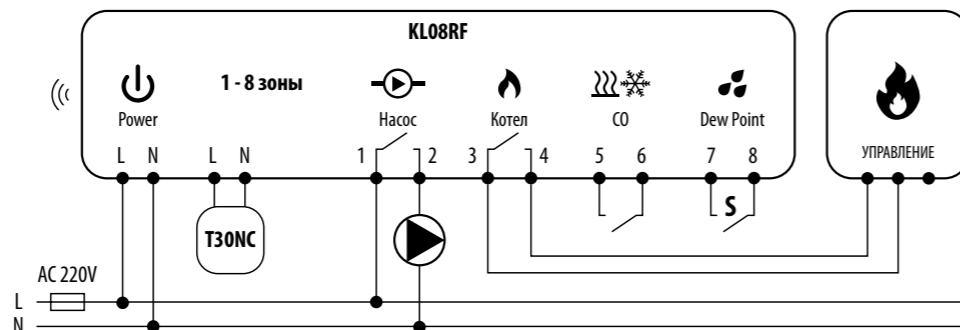 KL08RF
1 - 8 зоны
Power
Насос
Котел
CO
Dew Point
УПРАВЛЕНИЕ
L N L N 1 2 3 4 5 6 7 8
S
T30NC
AC 220V
L
N